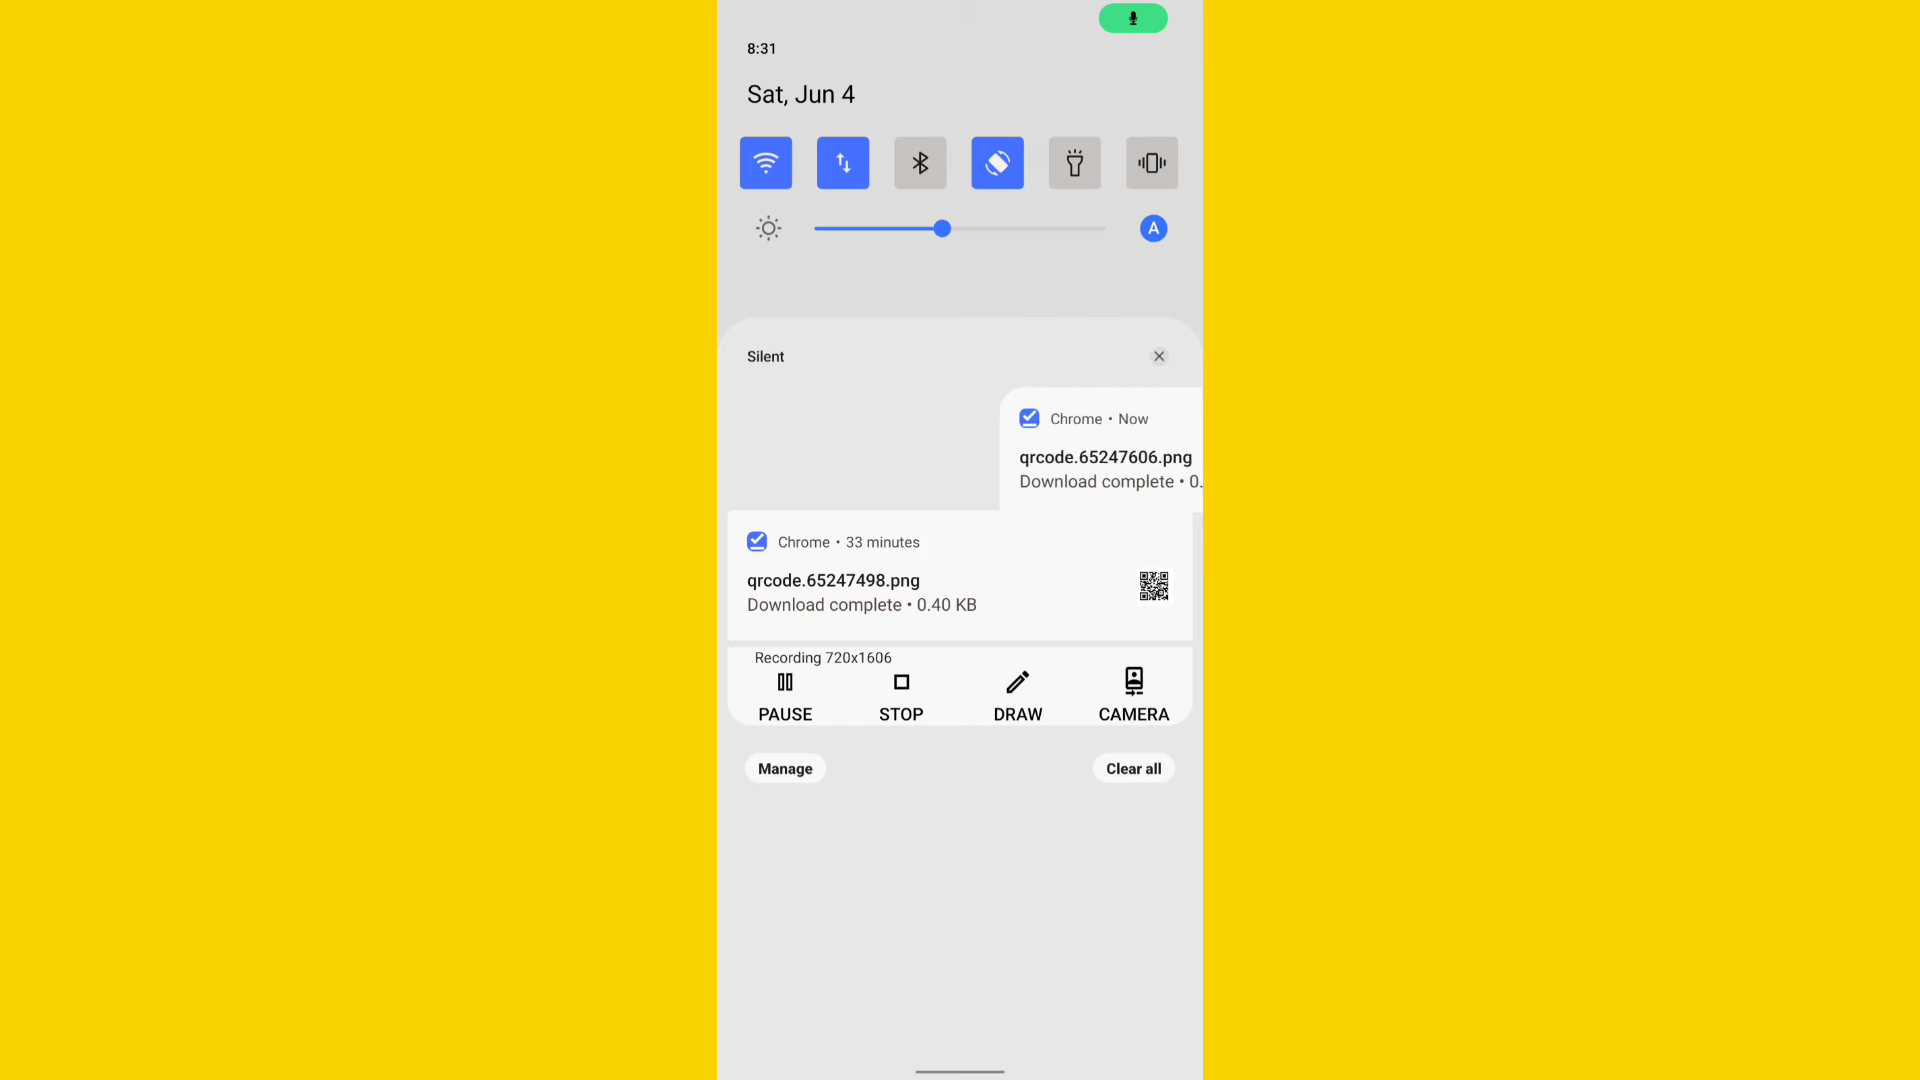 8:31
Sat, Jun 4
A
Silent
Chrome • Now
qrcode.65247606.png
Download complete • 0.
Chrome • 33 minutes
qrcode.65247498.png
Download complete • 0.40 KB
Recording 720x1606
PAUSE STOP DRAW CAMERA
Manage Clear all